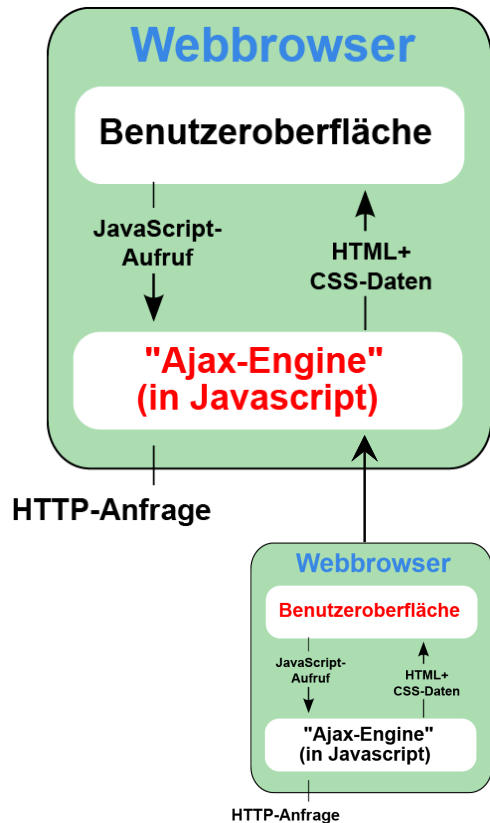 Webbrowser
Benutzeroberfläche
JavaScript-
Aufruf
HTML+
CSS-Daten
"Ajax-Engine"
(in Javascript)
HTTP-Anfrage
Webbrowser
Benutzeroberfläche
JavaScript-
Aufruf
HTML+
CSS-Daten
"Ajax-Engine"
(in Javascript)
HTTP-Anfrage